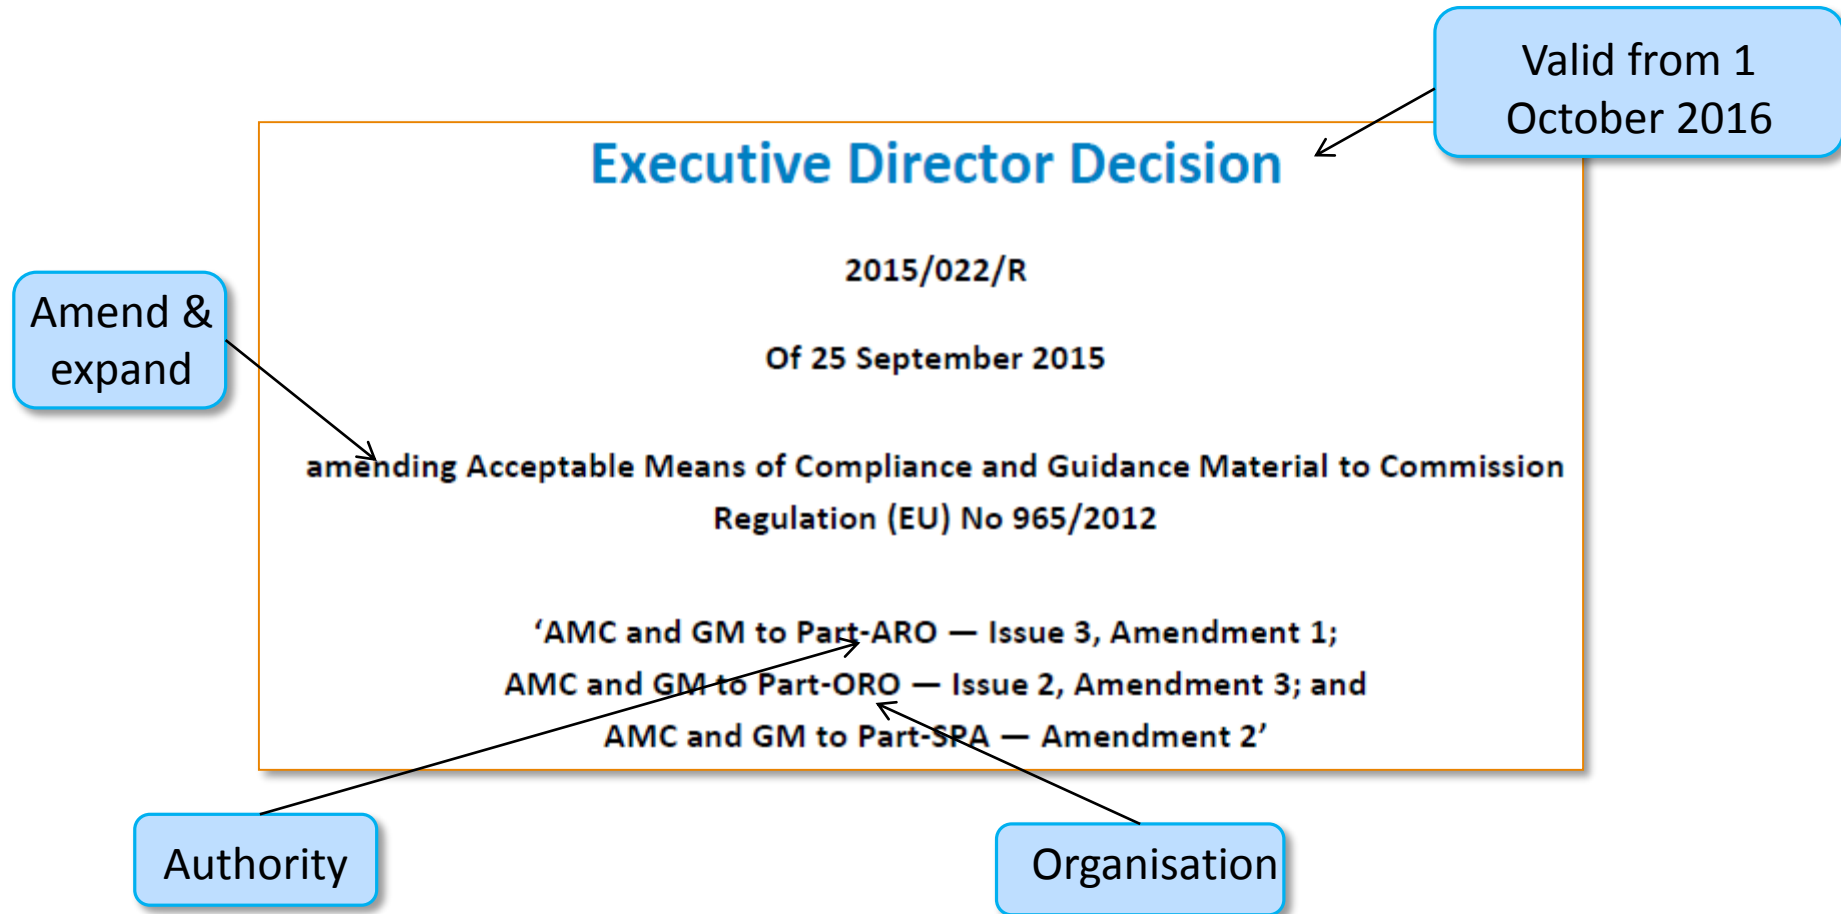 Valid from 1
October 2016
Executive Director Decision
2015/022/R
Of 25 September 2015
Amend &
expand
amending Acceptable Means of Compliance and Guidance Material to Commission
Regulation (EU) No 965/2012
‘AMC and GM to Part-ARO — Issue 3, Amendment 1;
AMC and GM to Part-ORO — Issue 2, Amendment 3; and
AMC and GM to Part-SPA — Amendment 2’
Authority
Organisation